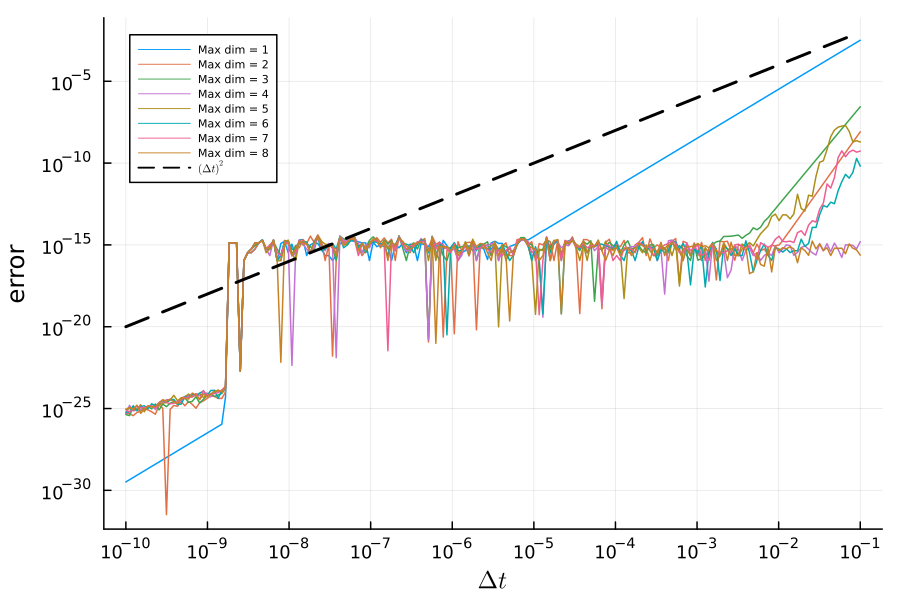 Max dim = 1
Max dim = 2
Max dim = 3
Max dim = 4
Max dim = 5
Max dim = 6
Max dim = 7
Max dim = 8
(Δt)²
10⁻⁵
10⁻¹⁰
10⁻¹⁵
10⁻²⁰
10⁻²⁵
10⁻³⁰
error
10⁻¹⁰ 10⁻⁹ 10⁻⁸ 10⁻⁷ 10⁻⁶ 10⁻⁵ 10⁻⁴ 10⁻³ 10⁻² 10⁻¹
Δt